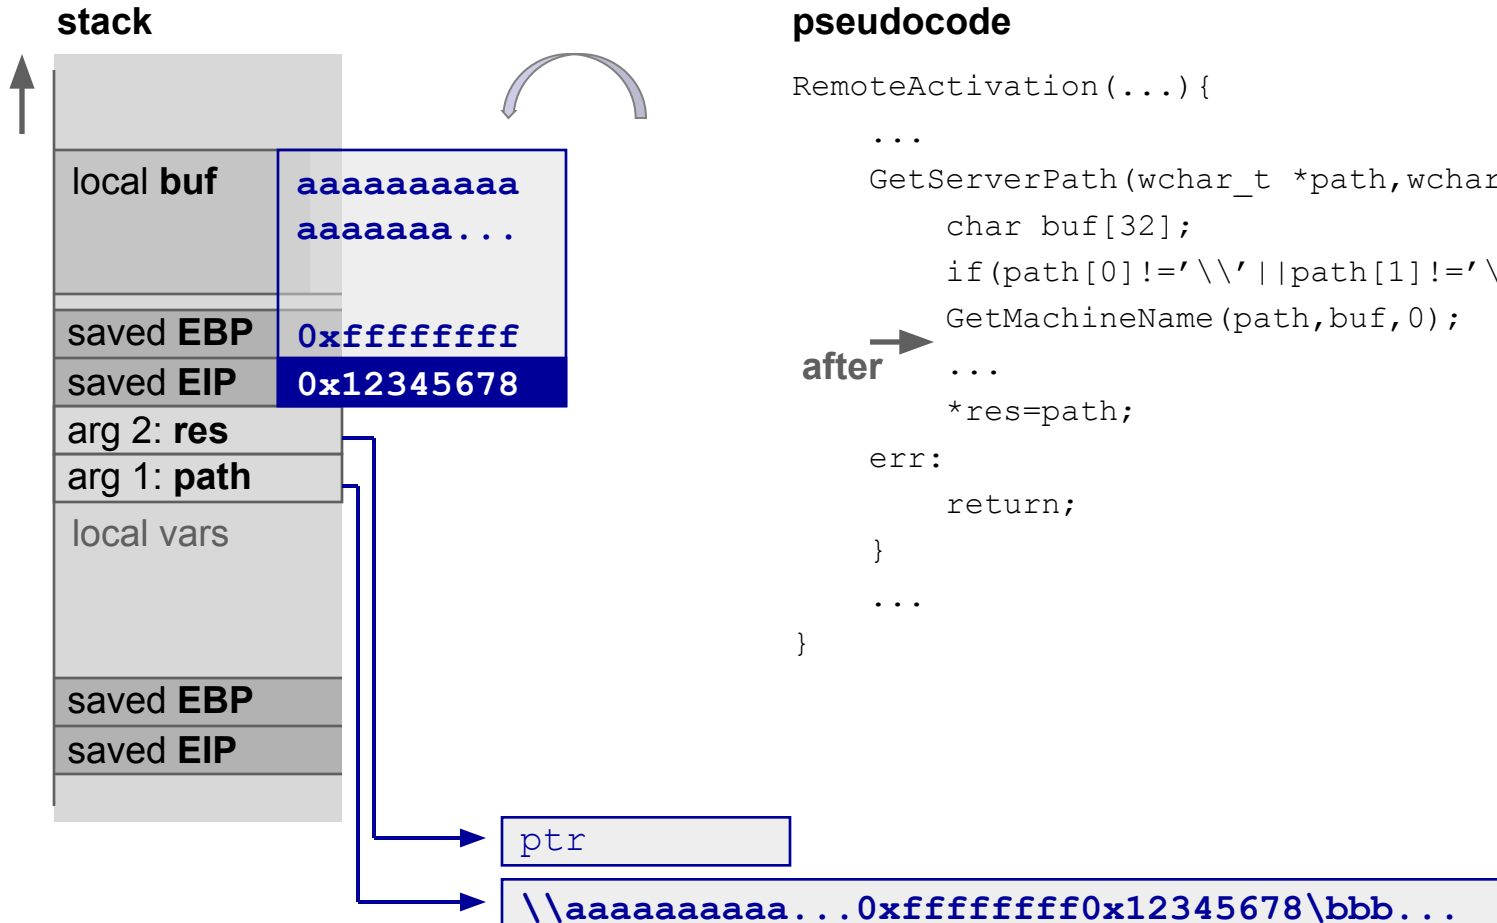 stack
local buf
aaaaaaaaaa
aaaaaaa...
saved EBP
0xffffffff
saved EIP
0x12345678
arg 2: res
arg 1: path
local vars
saved EBP
saved EIP
ptr
\\aaaaaaaaaa...0xffffffff0x12345678\bbb...
pseudocode
RemoteActivation(...){
...
GetServerPath(wchar_t *path,wchar
char buf[32];
if(path[0]!=’\\’||path[1]!=’\
GetMachineName(path,buf,0);
after
...
*res=path;
err:
return;
}
...
}